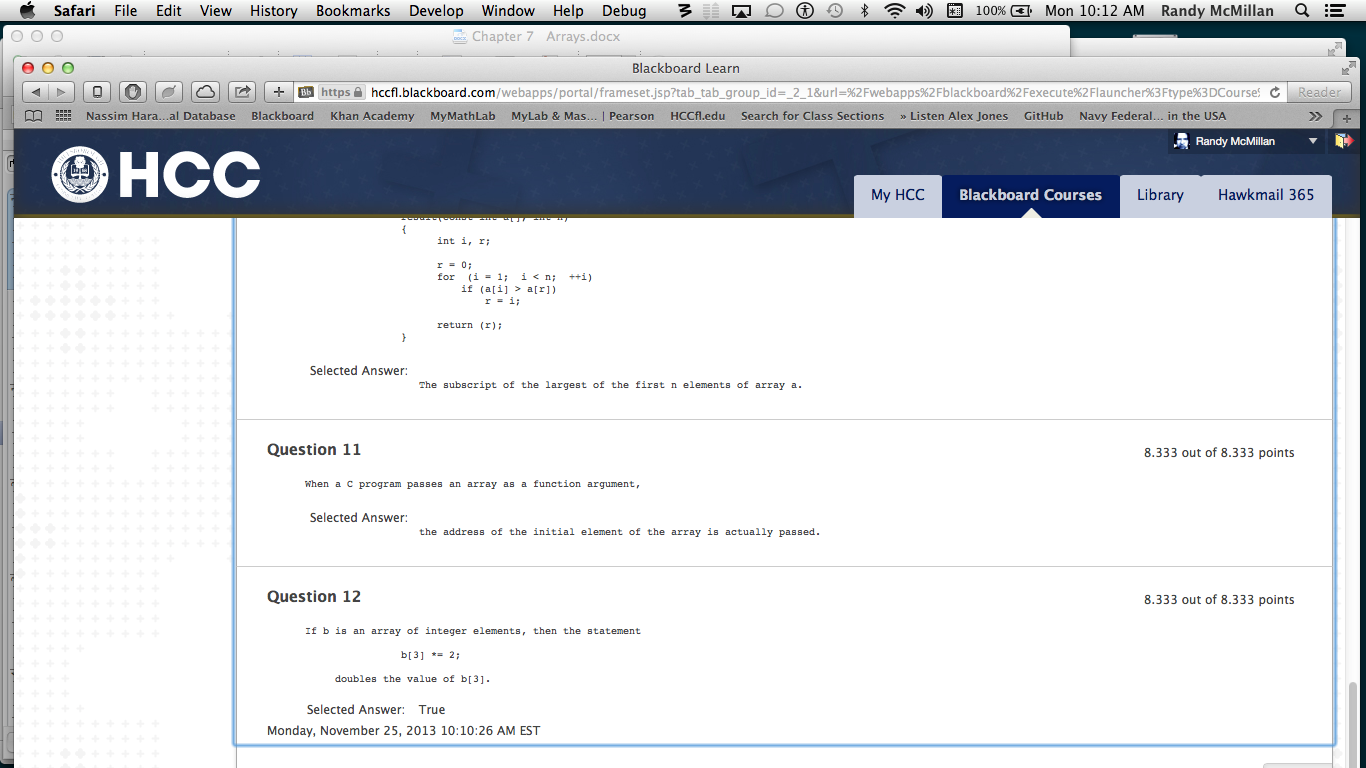 Safari File Edit View History Bookmarks Develop Window Help Debug 100% Mon 10:12 AM Randy McMillan
Chapter 7 Arrays.docx
Blackboard Learn
Bb https hccfl.blackboard.com/webapps/portal/frameset.jsp?tab_tab_group_id=_2_1&url=%2Fwebapps%2Fblackboard%2Fexecute%2Flauncher%3Ftype%3DCourse Reader
Nassim Hara...al Database Blackboard Khan Academy MyMathLab MyLab & Mas... | Pearson HCCfl.edu Search for Class Sections » Listen Alex Jones GitHub Navy Federal... in the USA
Randy McMillan
HCC
My HCC Blackboard Courses Library Hawkmail 365
result(const int a[], int n)
{
int i, r;
r = 0;
for (i = 1; i < n; ++i)
if (a[i] > a[r])
r = i;
return (r);
}
Selected Answer:
The subscript of the largest of the first n elements of array a.
Question 11
8.333 out of 8.333 points
When a C program passes an array as a function argument,
Selected Answer:
the address of the initial element of the array is actually passed.
Question 12
8.333 out of 8.333 points
If b is an array of integer elements, then the statement
b[3] *= 2;
doubles the value of b[3].
Selected Answer: True
Monday, November 25, 2013 10:10:26 AM EST